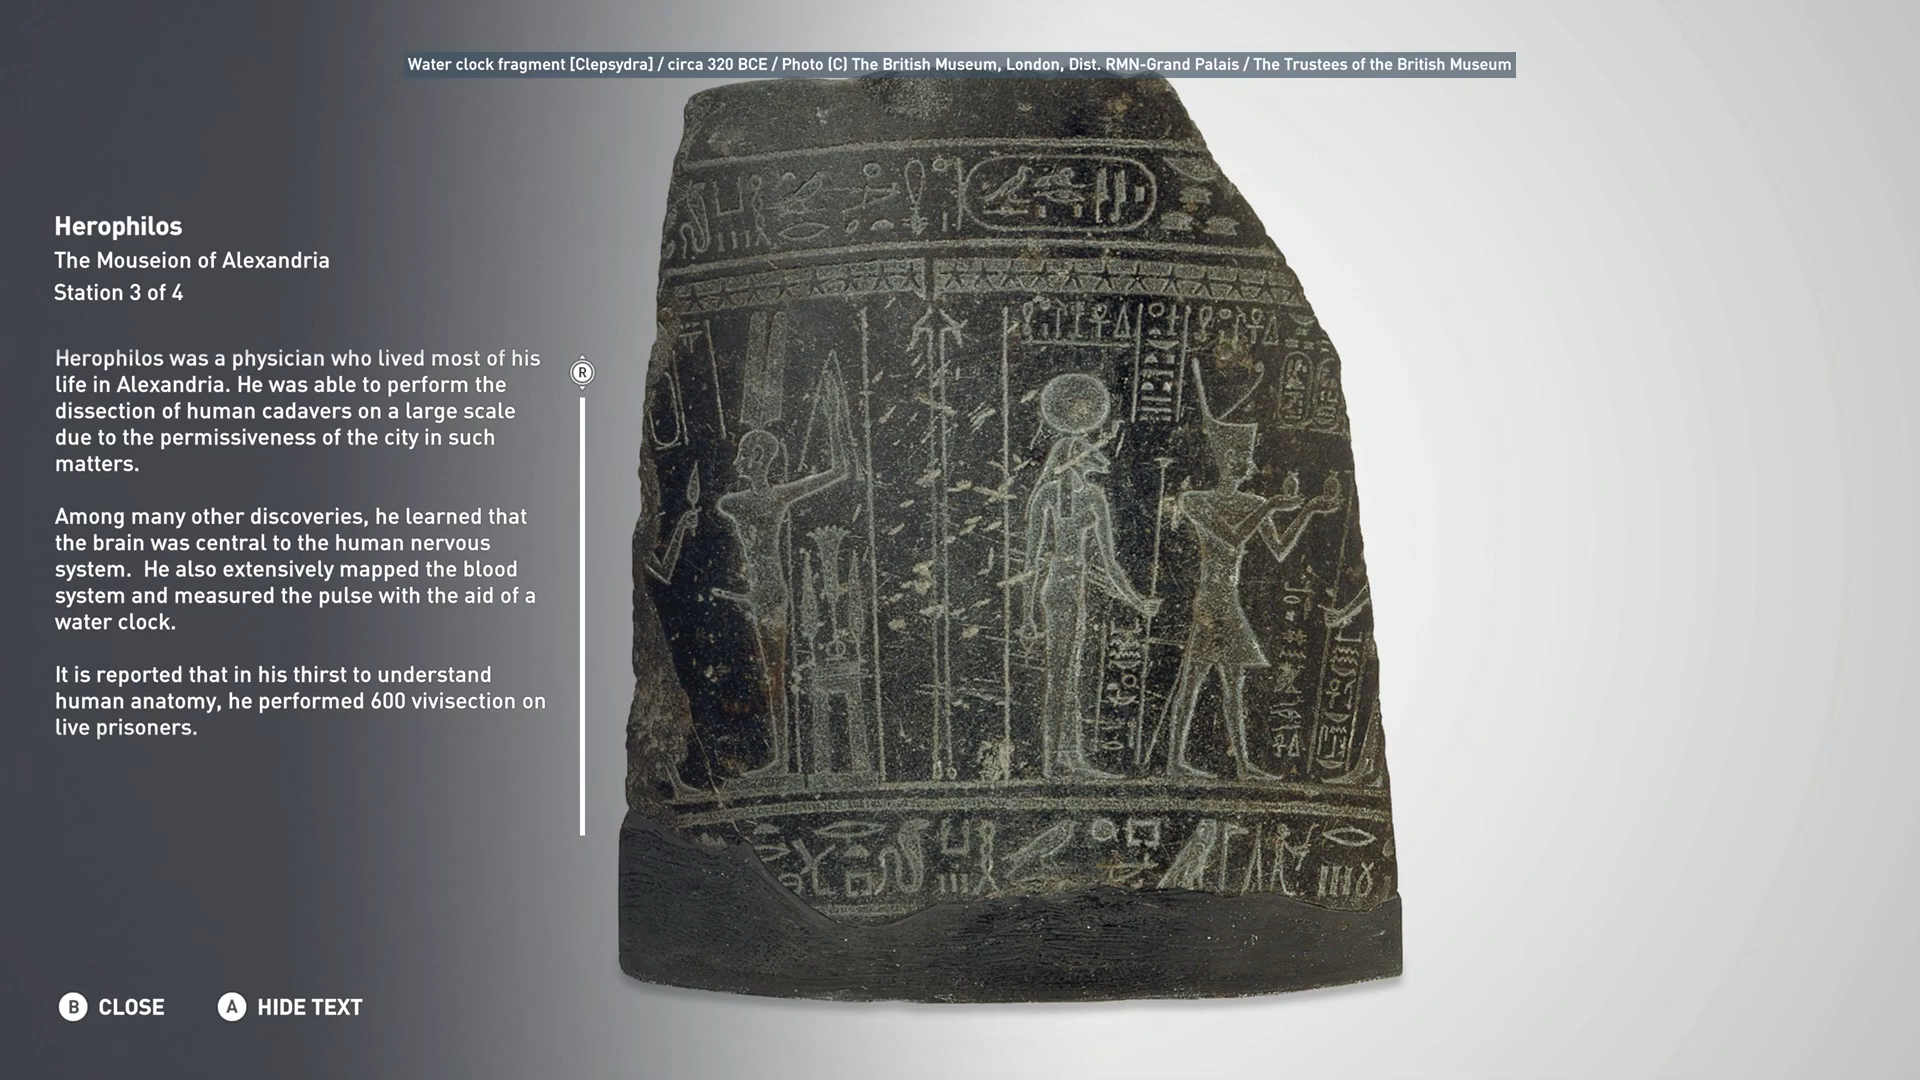 Water clock fragment [Clepsydra] / circa 320 BCE / Photo (C) The British Museum, London, Dist. RMN-Grand Palais / The Trustees of the British Museum
Herophilos
The Mouseion of Alexandria
Station 3 of 4
Herophilos was a physician who lived most of his
life in Alexandria. He was able to perform the
dissection of human cadavers on a large scale
due to the permissiveness of the city in such
matters.
Among many other discoveries, he learned that
the brain was central to the human nervous
system.  He also extensively mapped the blood
system and measured the pulse with the aid of a
water clock.
It is reported that in his thirst to understand
human anatomy, he performed 600 vivisection on
live prisoners.
R
B CLOSE
A HIDE TEXT